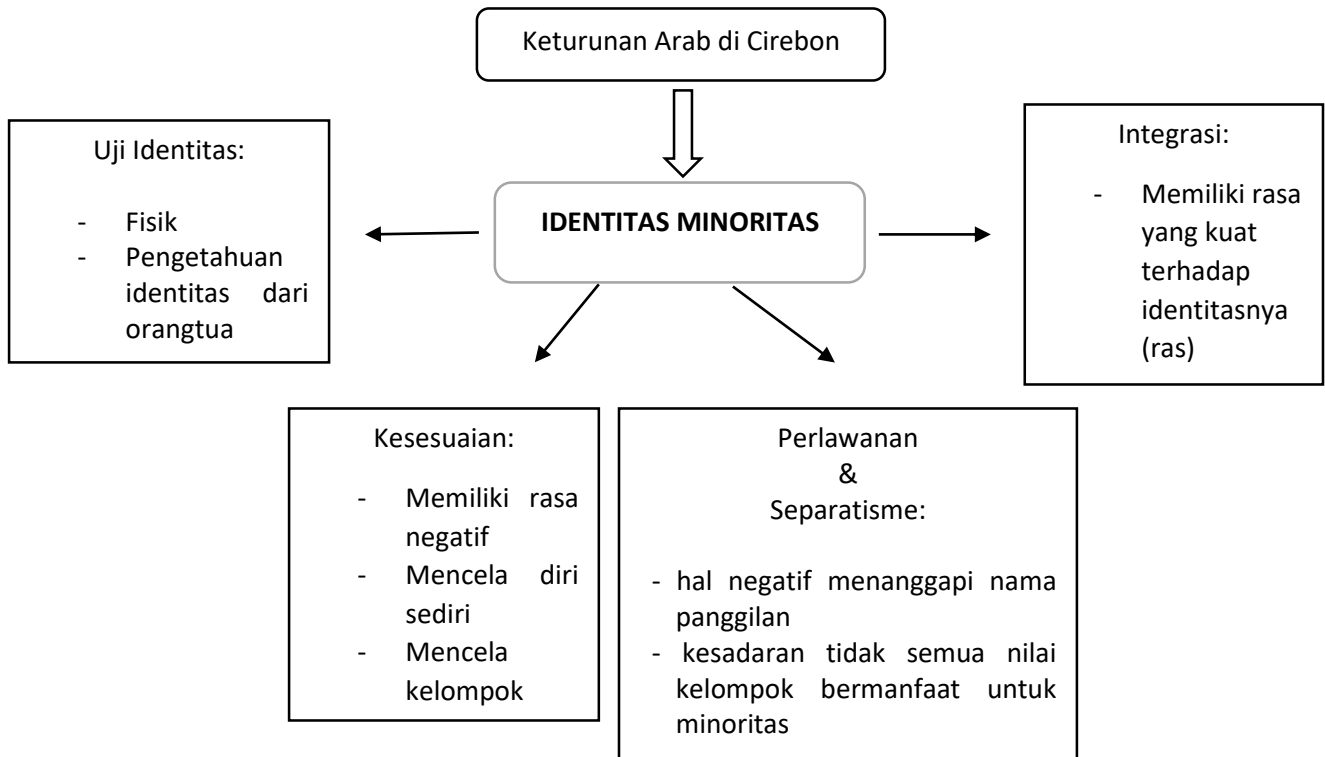 Keturunan Arab di Cirebon
Uji Identitas:
- Fisik
- Pengetahuan
identitas dari
orangtua
IDENTITAS MINORITAS
Integrasi:
- Memiliki rasa
yang kuat
terhadap
identitasnya
(ras)
Kesesuaian:
- Memiliki rasa
negatif
- Mencela diri
sediri
- Mencela
kelompok
Perlawanan
&
Separatisme:
- hal negatif menanggapi nama
panggilan
- kesadaran tidak semua nilai
kelompok bermanfaat untuk
minoritas